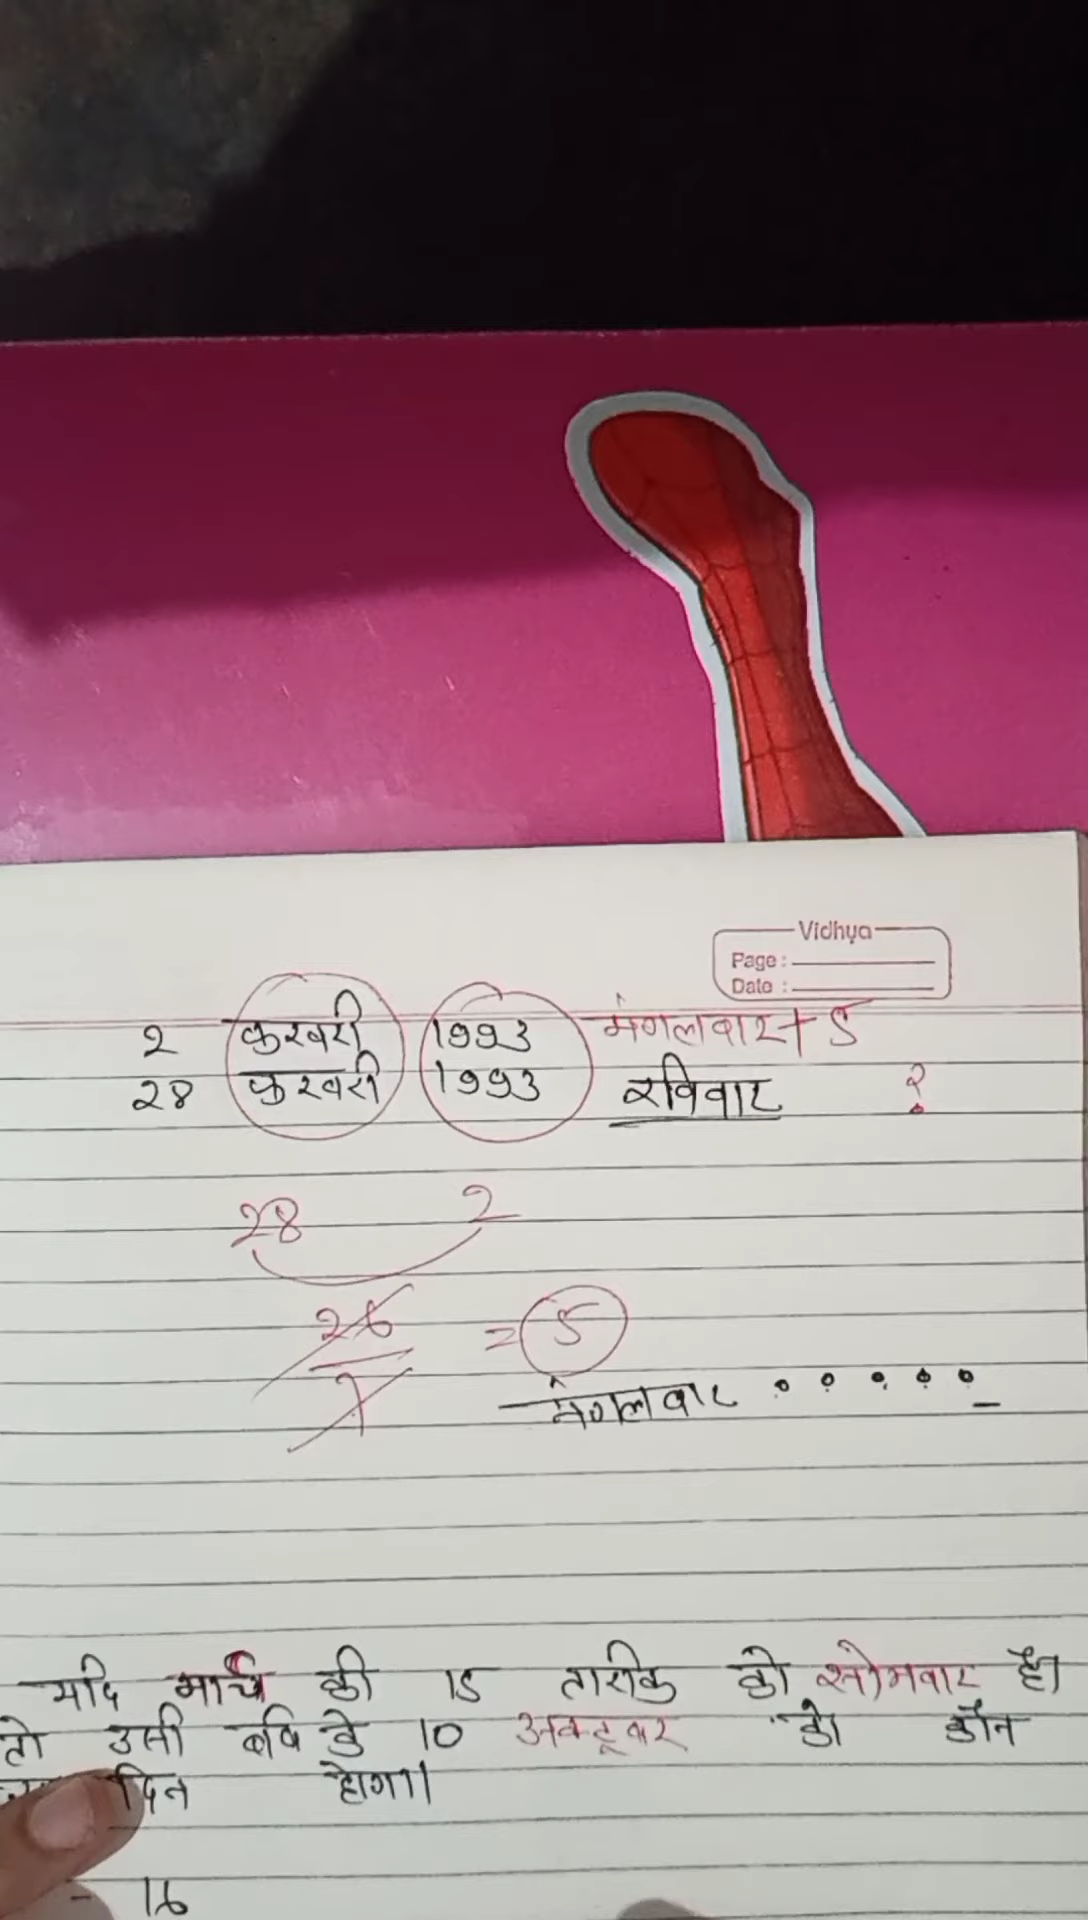 Vidhya
Page :
Date :
2 फरवरी 1993 मंगलवार + 5
28 फरवरी 1993 रविवार ?
28 2
26
7
= 5
मंगलवार
यदि मार्च की 15 तारीक को सोमवार है।
तो उसी वर्ष के 10 अक्टूबर को कौन
दिन होगा।
- 16